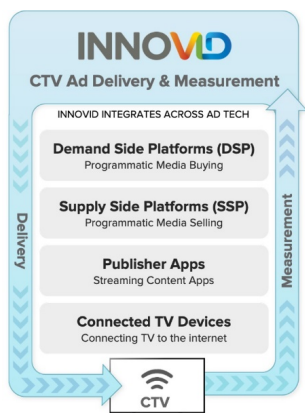 INNOVID
CTV Ad Delivery & Measurement
INNOVID INTEGRATES ACROSS AD TECH
Demand Side Platforms (DSP)
Programmatic Media Buying
Supply Side Platforms (SSP)
Programmatic Media Selling
Publisher Apps
Streaming Content Apps
Connected TV Devices
Connecting TV to the internet
Delivery
Measurement
CTV